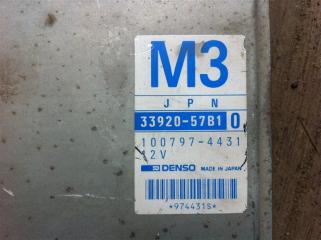 M3
JPN
33920-57B1 0
100797-4431
12V
DENSO MADE IN JAPAN
*974431S*